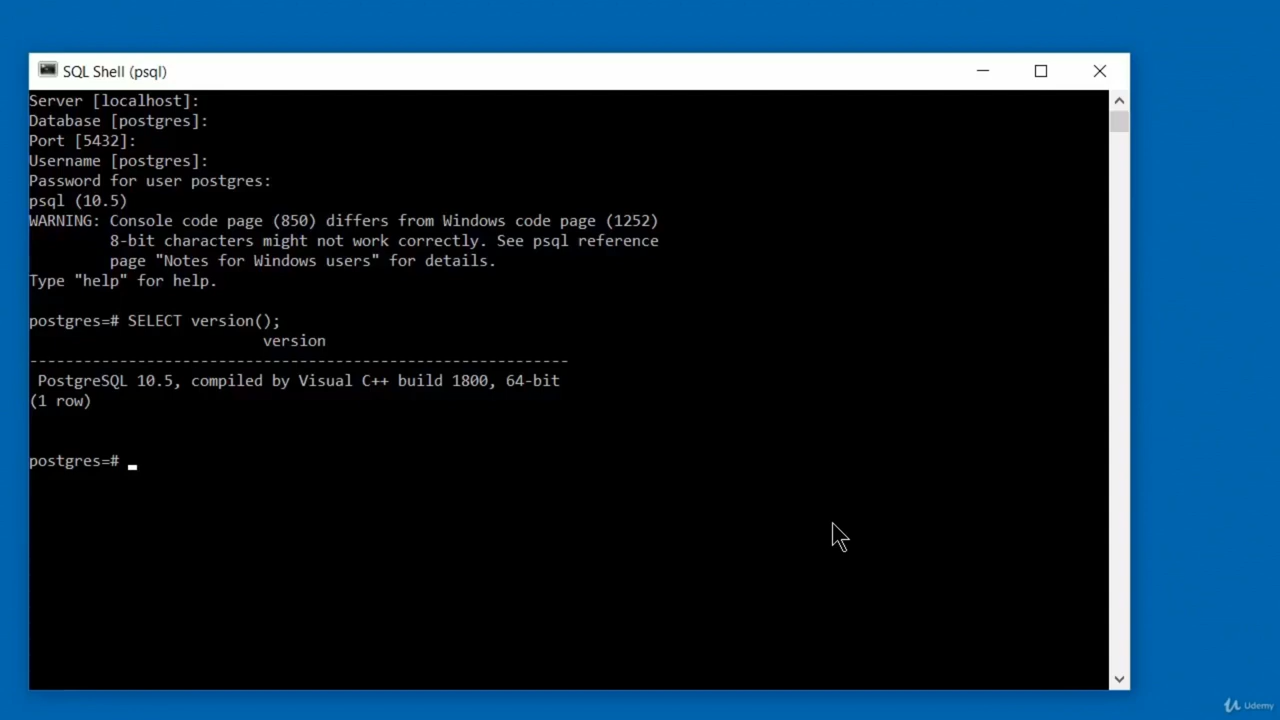 SQL Shell (psql)
Server [localhost]:
Database [postgres]:
Port [5432]:
Username [postgres]:
Password for user postgres:
psql (10.5)
WARNING: Console code page (850) differs from Windows code page (1252)
8-bit characters might not work correctly. See psql reference
page "Notes for Windows users" for details.
Type "help" for help.
postgres=# SELECT version();
version
------------------------------------------------------------
PostgreSQL 10.5, compiled by Visual C++ build 1800, 64-bit
(1 row)
postgres=#
Udemy